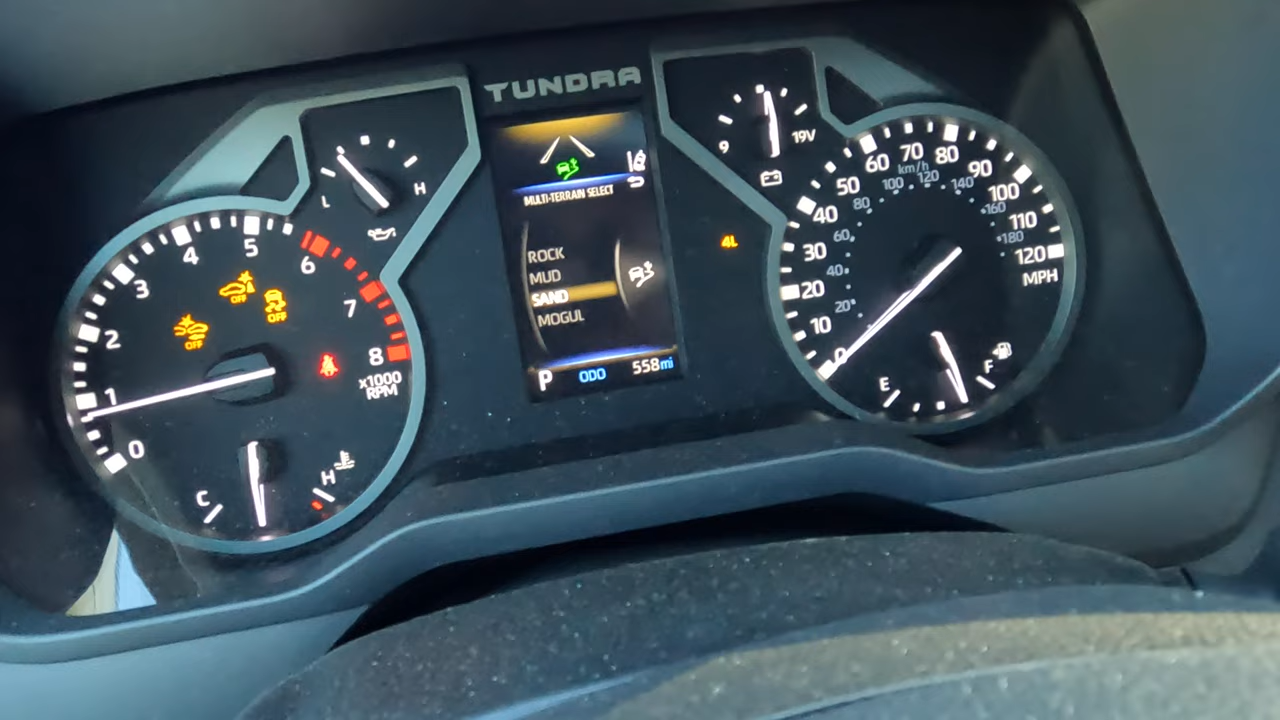 TUNDRA
L
H
9
19V
MULTI-TERRAIN SELECT
ROCK
MUD
SAND
MOGUL
P ODO 558mi
4L
0
1
2
3
4
5
6
7
8
x1000
RPM
OFF
OFF
OFF
C
H
0
10
20
30
40
50
60
70
80
90
100
110
120
MPH
km/h
20
40
60
80
100
120
140
160
180
E
F